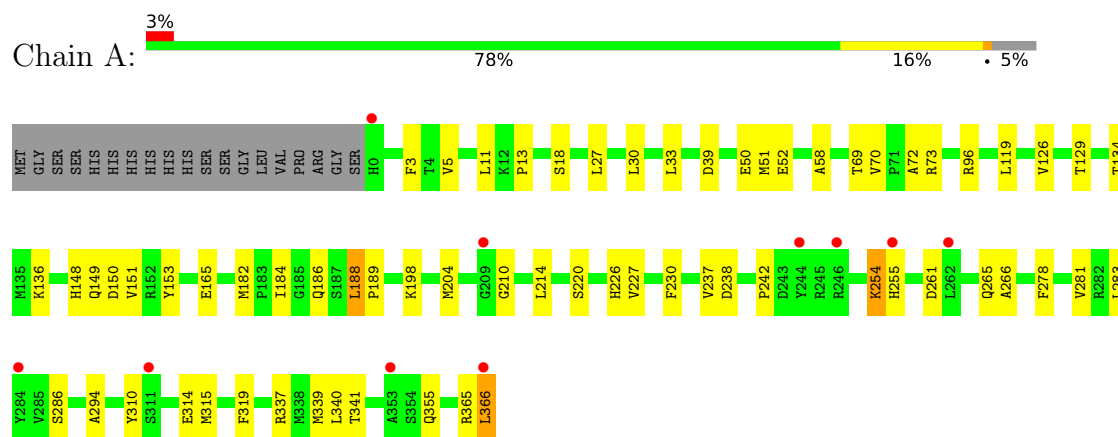 3%
Chain A:
78% 16% • 5%
MET GLY SER SER HIS HIS HIS HIS HIS HIS SER SER GLY LEU VAL PRO ARG GLY SER H0 F3 T4 V5 L11 K12 P13 S18 L27 L30 L33 D39 E50 M51 E52 A58 T69 V70 P71 A72 R73 R96 L119 V126 T129 T134
M135 K136 H148 Q149 D150 V151 R152 Y153 E165 M182 P183 I184 G185 Q186 S187 L188 P189 K198 M204 G209 G210 L214 S220 H226 V227 F230 V237 D238 P242 D243 Y244 R245 R246 K254 H255 D261 L262 Q265 A266 F278 V281 R282 L283
Y284 V285 S286 A294 Y310 S311 E314 M315 F319 R337 M338 M339 L340 T341 A353 S354 Q355 R365 L366